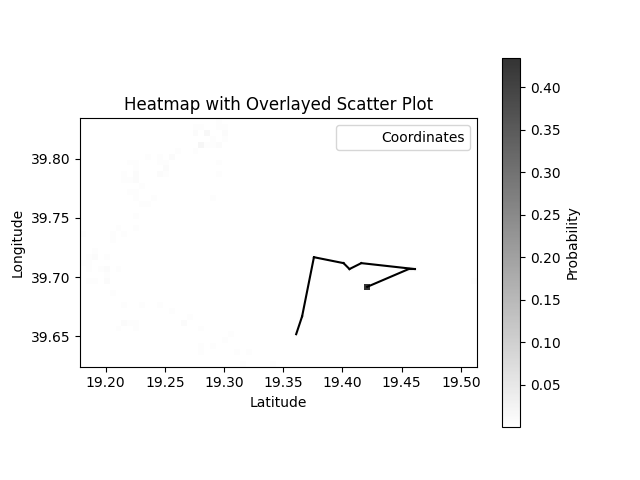 Heatmap with Overlayed Scatter Plot
Coordinates
Longitude
39.80
39.75
39.70
39.65
19.20 19.25 19.30 19.35 19.40 19.45 19.50
Latitude
0.40
0.35
0.30
0.25
0.20
0.15
0.10
0.05
Probability